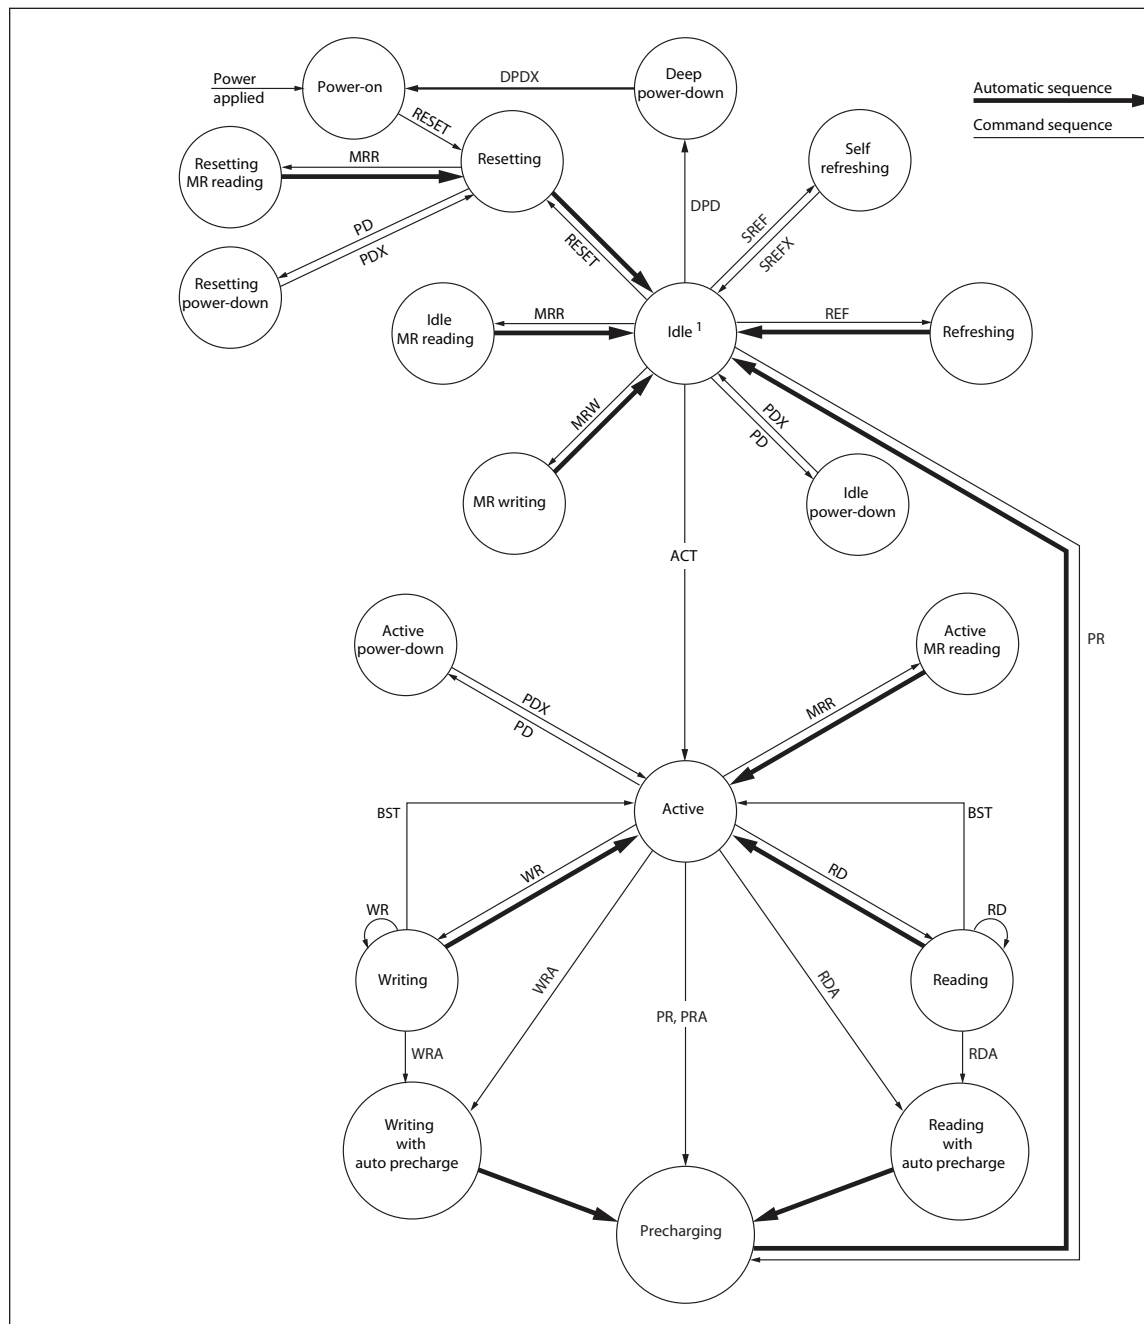 Power
applied
Power-on
DPDX
Deep
power-down
Automatic sequence
Command sequence
RESET
Resetting
MR reading
MRR
Resetting
Self
refreshing
PD
PDX
RESET
DPD
SREF
SREFX
Resetting
power-down
Idle
MR reading
MRR
Idle 1
REF
Refreshing
MRW
PDX
PD
MR writing
Idle
power-down
ACT
Active
power-down
Active
MR reading
PR
PDX
PD
MRR
BST
Active
BST
WR
RD
WR
RD
Writing
Reading
WRA
RDA
PR, PRA
WRA
RDA
Writing
with
auto precharge
Reading
with
auto precharge
Precharging